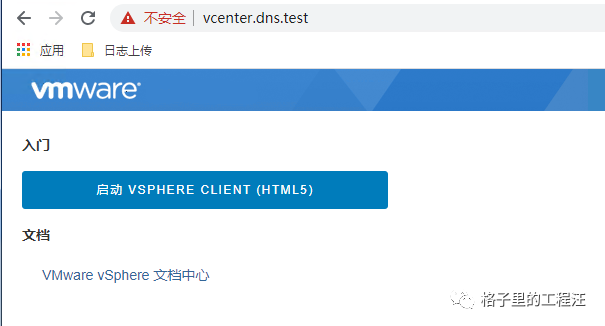 不安全 | vcenter.dns.test
应用 日志上传
vmware®
入门
启动 VSPHERE CLIENT (HTML5)
文档
VMware vSphere 文档中心
格子里的工程汪